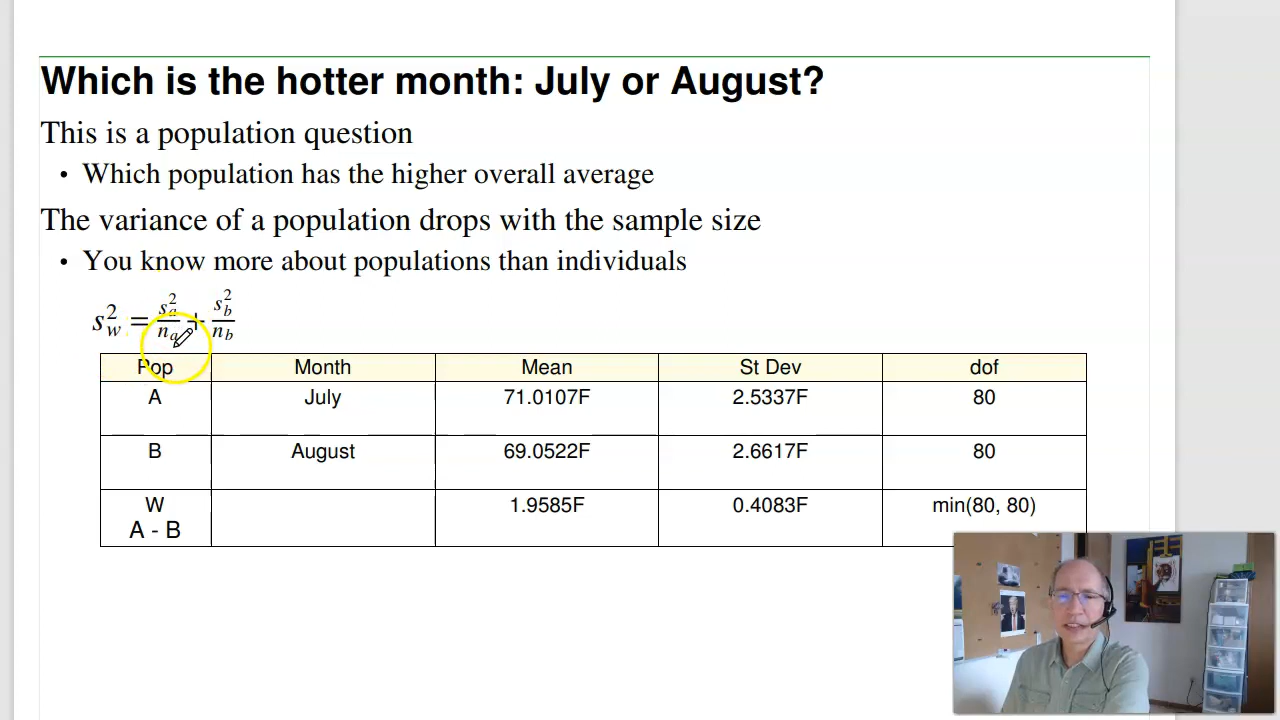 Which is the hotter month: July or August?
This is a population question
• Which population has the higher overall average
The variance of a population drops with the sample size
• You know more about populations than individuals
s_w^2 = s_a^2/n_a + s_b^2/n_b
Pop Month Mean St Dev dof
A July 71.0107F 2.5337F 80
B August 69.0522F 2.6617F 80
W 1.9585F 0.4083F min(80, 80)
A - B